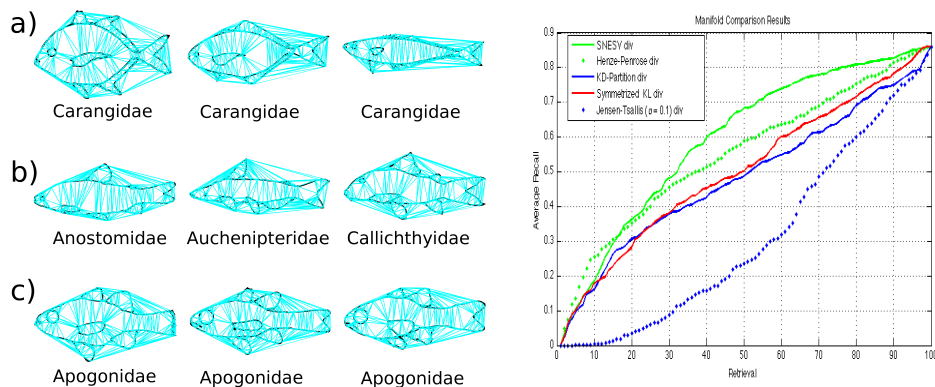 a)
Carangidae Carangidae Carangidae
b)
Anostomidae Auchenipteridae Callichthyidae
c)
Apogonidae Apogonidae Apogonidae
Manifold Comparison Results
SNESY div
Henze-Penrose div
KD-Partition div
Symmetrized KL div
Jensen-Tsallis (α = 0.1) div
Average Recall
0.9
0.8
0.7
0.6
0.5
0.4
0.3
0.2
0.1
0
0 10 20 30 40 50 60 70 80 90 100
Retrieval